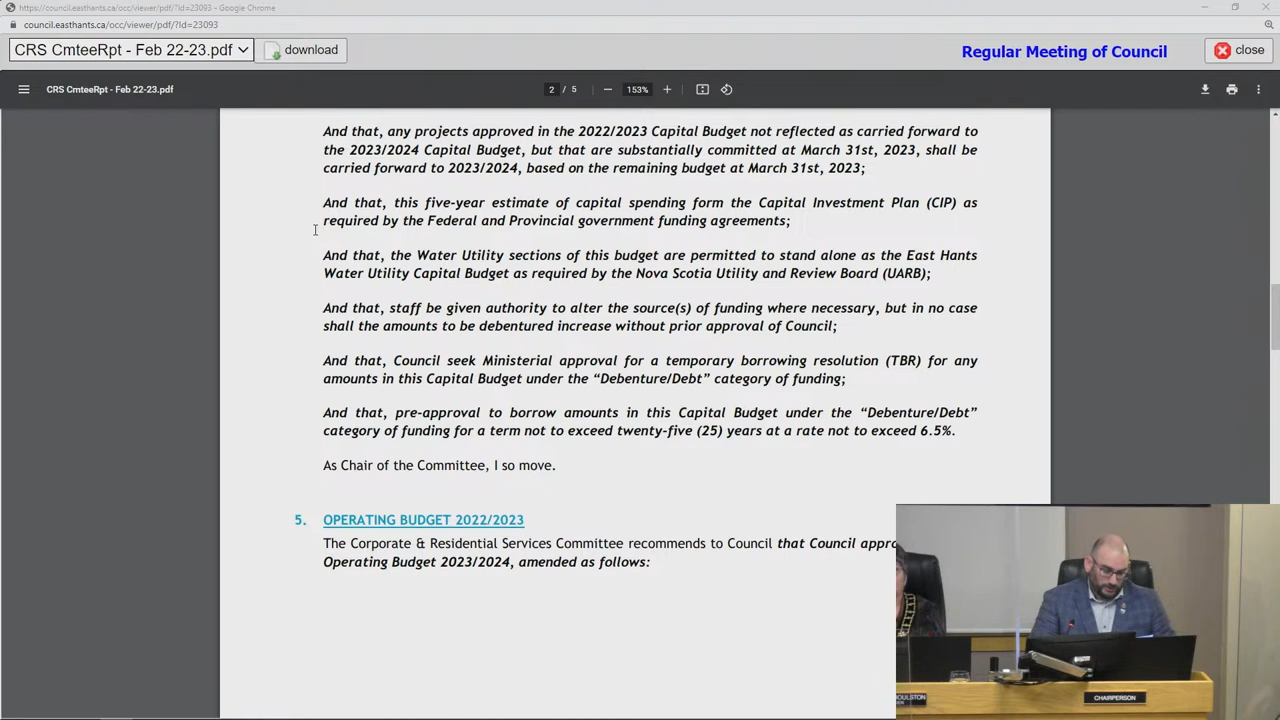 https://council.easthants.ca/occ/viewer/pdf/?Id=23093 - Google Chrome
council.easthants.ca/occ/viewer/pdf/?Id=23093
CRS CmteeRpt - Feb 22-23.pdf download Regular Meeting of Council close
CRS CmteeRpt - Feb 22-23.pdf 2 / 5 153%
And that, any projects approved in the 2022/2023 Capital Budget not reflected as carried forward to
the 2023/2024 Capital Budget, but that are substantially committed at March 31st, 2023, shall be
carried forward to 2023/2024, based on the remaining budget at March 31st, 2023;
And that, this five-year estimate of capital spending form the Capital Investment Plan (CIP) as
required by the Federal and Provincial government funding agreements;
And that, the Water Utility sections of this budget are permitted to stand alone as the East Hants
Water Utility Capital Budget as required by the Nova Scotia Utility and Review Board (UARB);
And that, staff be given authority to alter the source(s) of funding where necessary, but in no case
shall the amounts to be debentured increase without prior approval of Council;
And that, Council seek Ministerial approval for a temporary borrowing resolution (TBR) for any
amounts in this Capital Budget under the “Debenture/Debt” category of funding;
And that, pre-approval to borrow amounts in this Capital Budget under the “Debenture/Debt”
category of funding for a term not to exceed twenty-five (25) years at a rate not to exceed 6.5%.
As Chair of the Committee, I so move.
5. OPERATING BUDGET 2022/2023
The Corporate & Residential Services Committee recommends to Council that Council appro
Operating Budget 2023/2024, amended as follows:
OULSTON
CHAIRPERSON